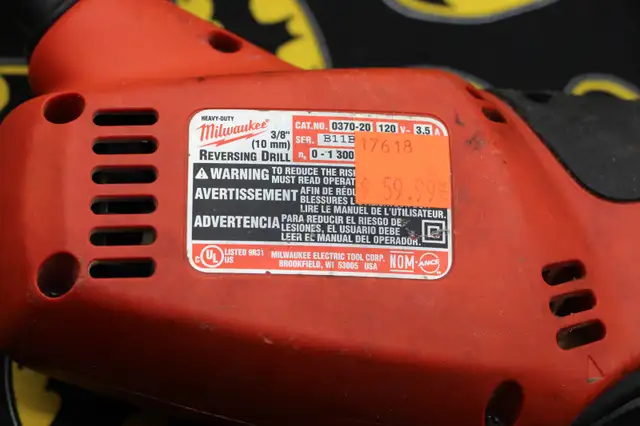 HEAVY-DUTY
Milwaukee®
3/8"
(10 mm)
REVERSING DRILL
CAT.NO. 0370-20 120 V~ 3.5 A
SER. B11B
n₀ 0-1 300
17618
$ 59.99
WARNING TO REDUCE THE
MUST READ
AVERTISSEMENT AFIN DE
BLESSURES
LIRE LE MANUEL DE L'UTILISATEUR.
ADVERTENCIA PARA REDUCIR EL RIESGO DE
LESIONES, EL USUARIO DEBE
LEER EL MANUAL DEL OPERADOR.
UL LISTED 9R31
US
MILWAUKEE ELECTRIC TOOL CORP.
BROOKFIELD, WI 53005 USA
NOM-ANCE